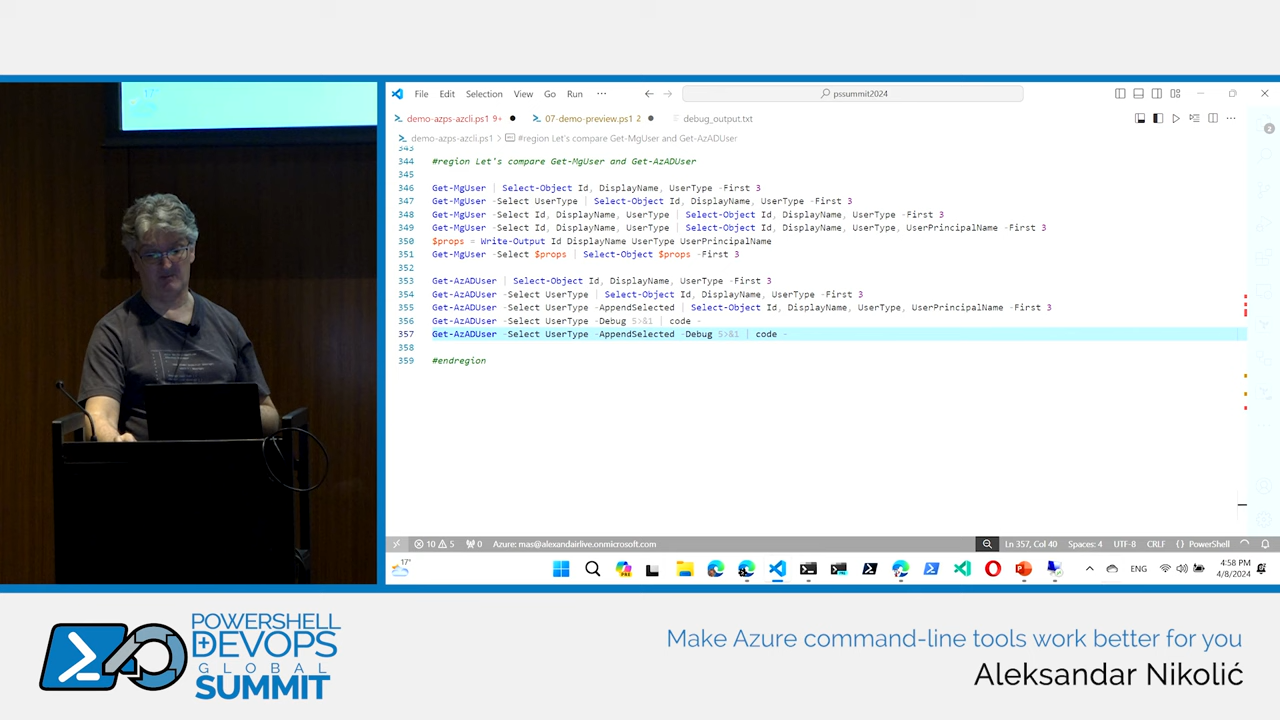 17°
File Edit Selection View Go Run ··· pssummit2024
demo-azps-azcli.ps1 9+ 07-demo-preview.ps1 2 debug_output.txt
demo-azps-azcli.ps1 > #region Let's compare Get-MgUser and Get-AzADUser
343
344 #region Let's compare Get-MgUser and Get-AzADUser
345
346 Get-MgUser | Select-Object Id, DisplayName, UserType -First 3
347 Get-MgUser -Select UserType | Select-Object Id, DisplayName, UserType -First 3
348 Get-MgUser -Select Id, DisplayName, UserType | Select-Object Id, DisplayName, UserType -First 3
349 Get-MgUser -Select Id, DisplayName, UserType | Select-Object Id, DisplayName, UserType, UserPrincipalName -First 3
350 $props = Write-Output Id DisplayName UserType UserPrincipalName
351 Get-MgUser -Select $props | Select-Object $props -First 3
352
353 Get-AzADUser | Select-Object Id, DisplayName, UserType -First 3
354 Get-AzADUser -Select UserType | Select-Object Id, DisplayName, UserType -First 3
355 Get-AzADUser -Select UserType -AppendSelected | Select-Object Id, DisplayName, UserType, UserPrincipalName -First 3
356 Get-AzADUser -Select UserType -Debug 5>&1 | code -
357 Get-AzADUser -Select UserType -AppendSelected -Debug 5>&1 | code -
358
359 #endregion
2
10 5 0 Azure: mas@alexandairlive.onmicrosoft.com Ln 357, Col 40 Spaces: 4 UTF-8 CRLF {} PowerShell
17° PRE ENG 4:58 PM
4/8/2024
POWERSHELL
DEVOPS
GLOBAL
SUMMIT
Make Azure command-line tools work better for you
Aleksandar Nikolić